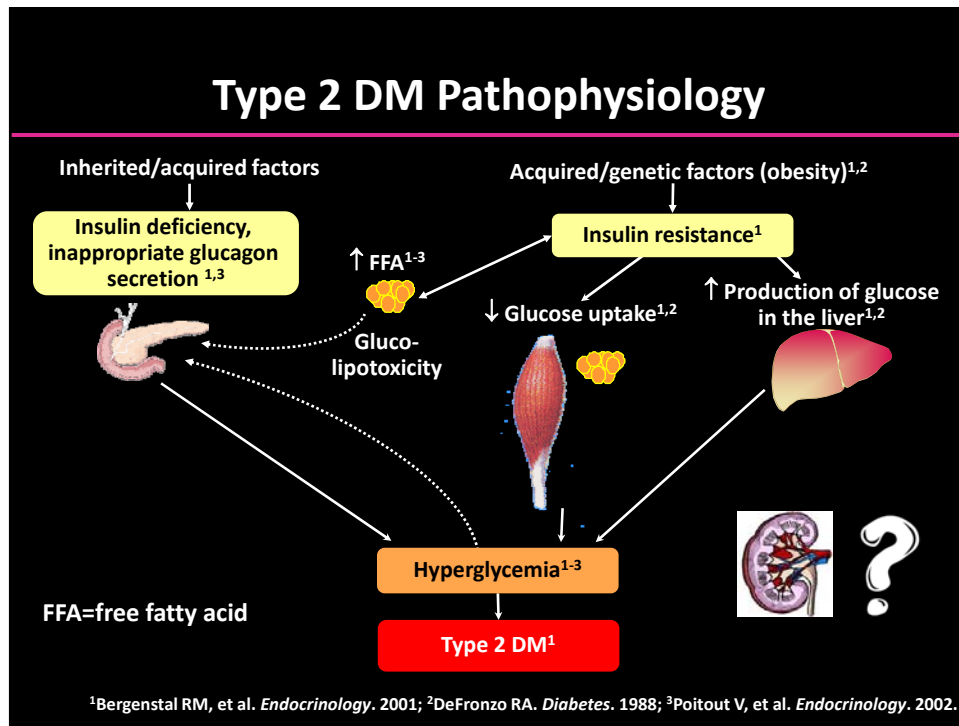 Type 2 DM Pathophysiology
Inherited/acquired factors
Insulin deficiency,
inappropriate glucagon
secretion ¹,³
Acquired/genetic factors (obesity)¹,²
Insulin resistance¹
↑ FFA¹⁻³
Gluco-
lipotoxicity
↓ Glucose uptake¹,²
↑ Production of glucose
in the liver¹,²
Hyperglycemia¹⁻³
?
FFA=free fatty acid
Type 2 DM¹
¹Bergenstal RM, et al. Endocrinology. 2001; ²DeFronzo RA. Diabetes. 1988; ³Poitout V, et al. Endocrinology. 2002.